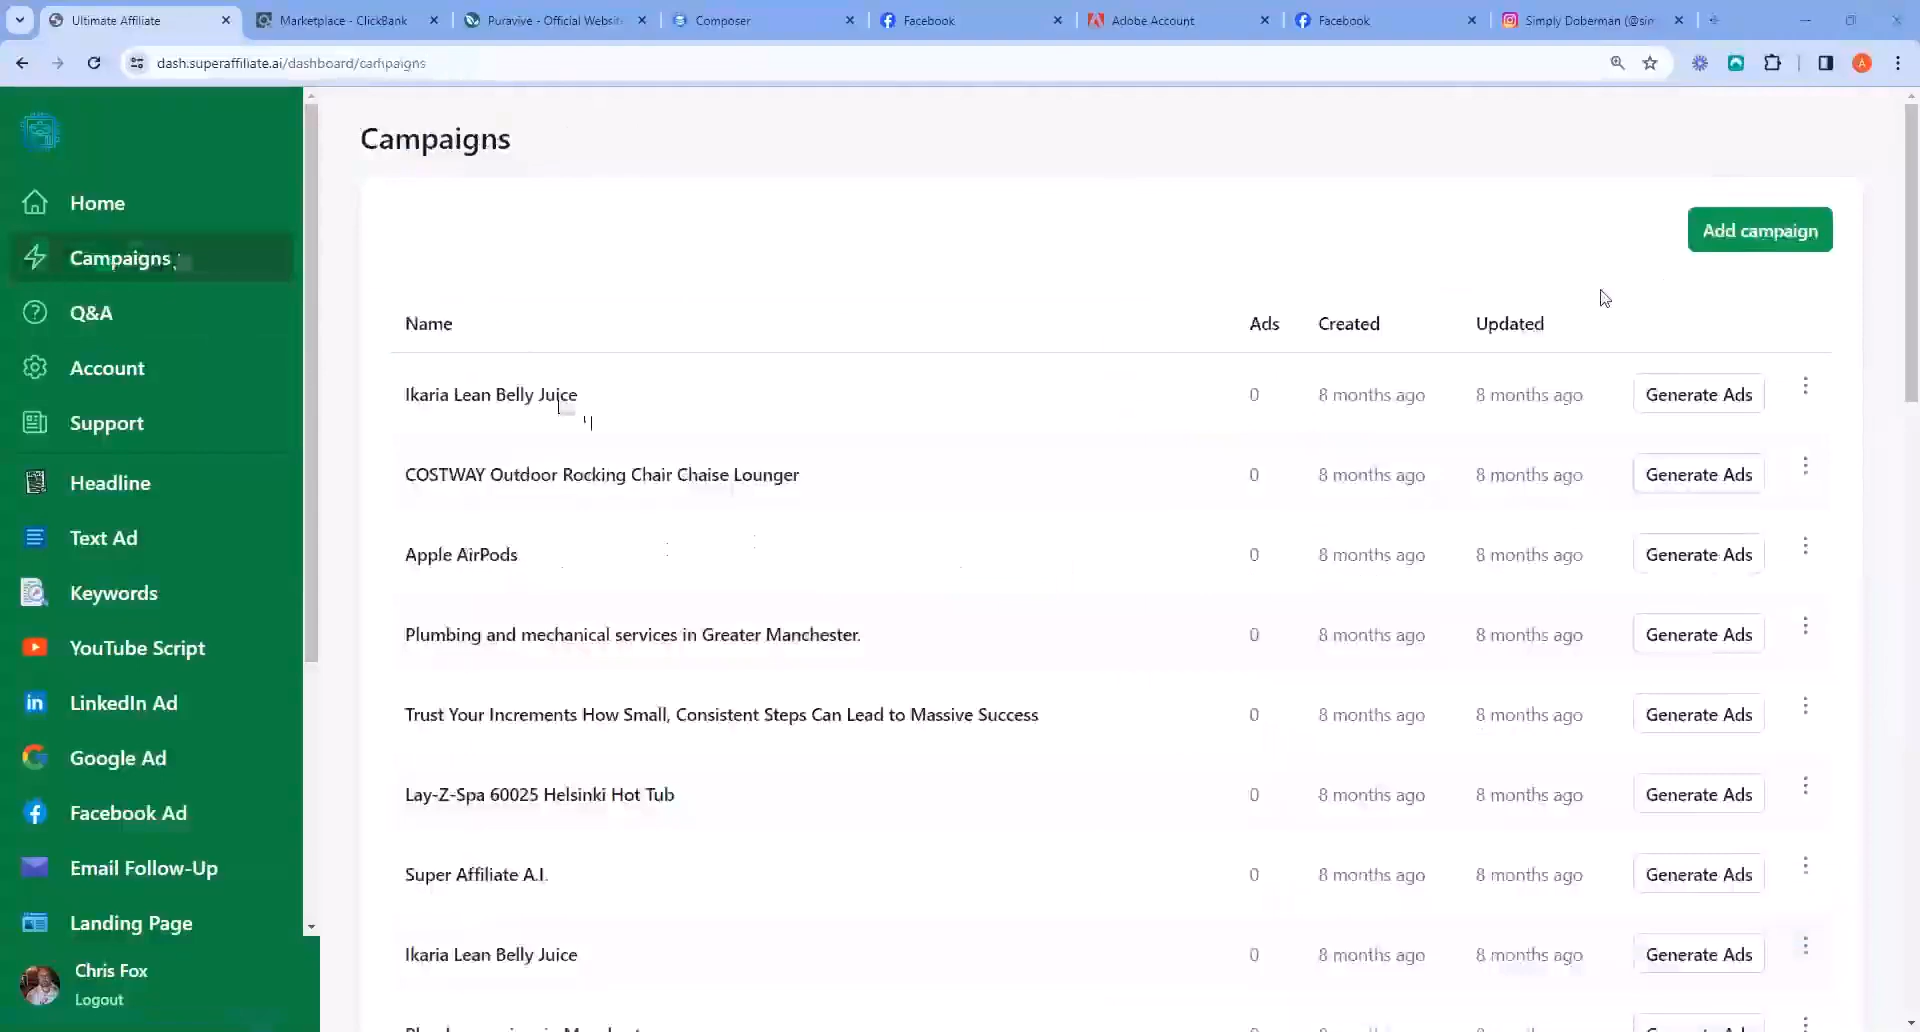 Ultimate Affiliate
Marketplace - ClickBank
Puravive - Official Website
Composer
Facebook
Adobe Account
Facebook
Simply Doberman (@sim
dash.superaffiliate.ai/dashboard/campaigns
A
Home
Campaigns
Q&A
Account
Support
Headline
Text Ad
Keywords
YouTube Script
LinkedIn Ad
Google Ad
Facebook Ad
Email Follow-Up
Landing Page
Chris Fox
Logout
Campaigns
Add campaign
Name Ads Created Updated
Ikaria Lean Belly Juice 0 8 months ago 8 months ago Generate Ads
COSTWAY Outdoor Rocking Chair Chaise Lounger 0 8 months ago 8 months ago Generate Ads
Apple AirPods 0 8 months ago 8 months ago Generate Ads
Plumbing and mechanical services in Greater Manchester. 0 8 months ago 8 months ago Generate Ads
Trust Your Increments How Small, Consistent Steps Can Lead to Massive Success 0 8 months ago 8 months ago Generate Ads
Lay-Z-Spa 60025 Helsinki Hot Tub 0 8 months ago 8 months ago Generate Ads
Super Affiliate A.I. 0 8 months ago 8 months ago Generate Ads
Ikaria Lean Belly Juice 0 8 months ago 8 months ago Generate Ads